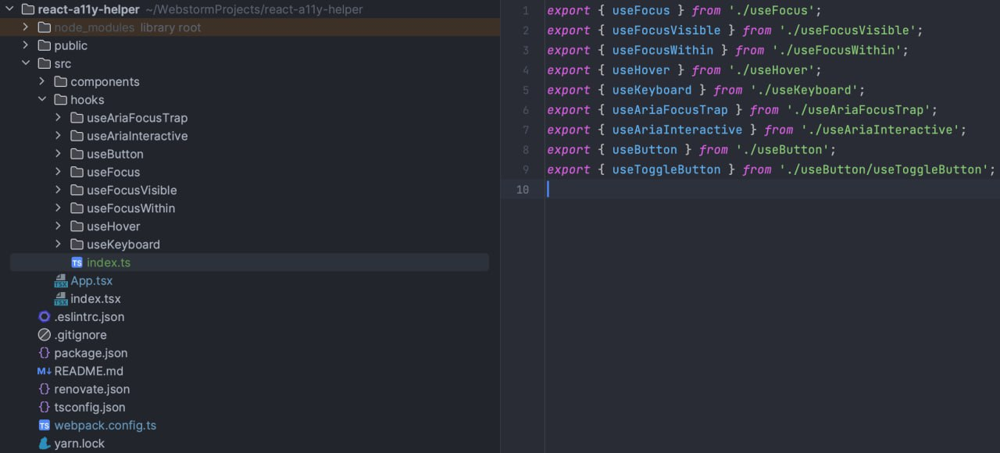 react-a11y-helper ~/WebstormProjects/react-a11y-helper
node_modules library root
public
src
components
hooks
useAriaFocusTrap
useAriaInteractive
useButton
useFocus
useFocusVisible
useFocusWithin
useHover
useKeyboard
TS index.ts
TSX App.tsx
TSX index.tsx
.eslintrc.json
.gitignore
{} package.json
M↓ README.md
{} renovate.json
{} tsconfig.json
TS webpack.config.ts
yarn.lock
1 export { useFocus } from './useFocus';
2 export { useFocusVisible } from './useFocusVisible';
3 export { useFocusWithin } from './useFocusWithin';
4 export { useHover } from './useHover';
5 export { useKeyboard } from './useKeyboard';
6 export { useAriaFocusTrap } from './useAriaFocusTrap';
7 export { useAriaInteractive } from './useAriaInteractive';
8 export { useButton } from './useButton';
9 export { useToggleButton } from './useButton/useToggleButton';
10